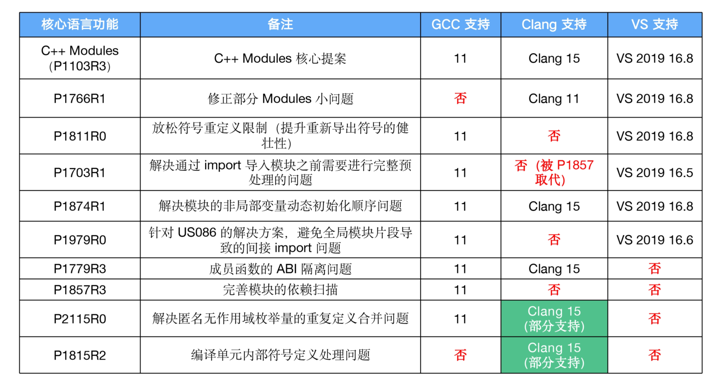 核心语言功能 备注 GCC 支持 Clang 支持 VS 支持
C++ Modules
（P1103R3） C++ Modules 核心提案 11 Clang 15 VS 2019 16.8
P1766R1 修正部分 Modules 小问题 否 Clang 11 VS 2019 16.8
P1811R0 放松符号重定义限制（提升重新导出符号的健
壮性） 11 否 VS 2019 16.8
P1703R1 解决通过 import 导入模块之前需要进行完整预
处理的问题 11 否（被 P1857
取代） VS 2019 16.5
P1874R1 解决模块的非局部变量动态初始化顺序问题 11 Clang 15 VS 2019 16.8
P1979R0 针对 US086 的解决方案，避免全局模块片段导
致的间接 import 问题 11 否 VS 2019 16.6
P1779R3 成员函数的 ABI 隔离问题 11 Clang 15 否
P1857R3 完善模块的依赖扫描 11 否 否
P2115R0 解决匿名无作用域枚举量的重复定义合并问题 11 Clang 15
(部分支持) 否
P1815R2 编译单元内部符号定义处理问题 否 Clang 15
(部分支持) 否